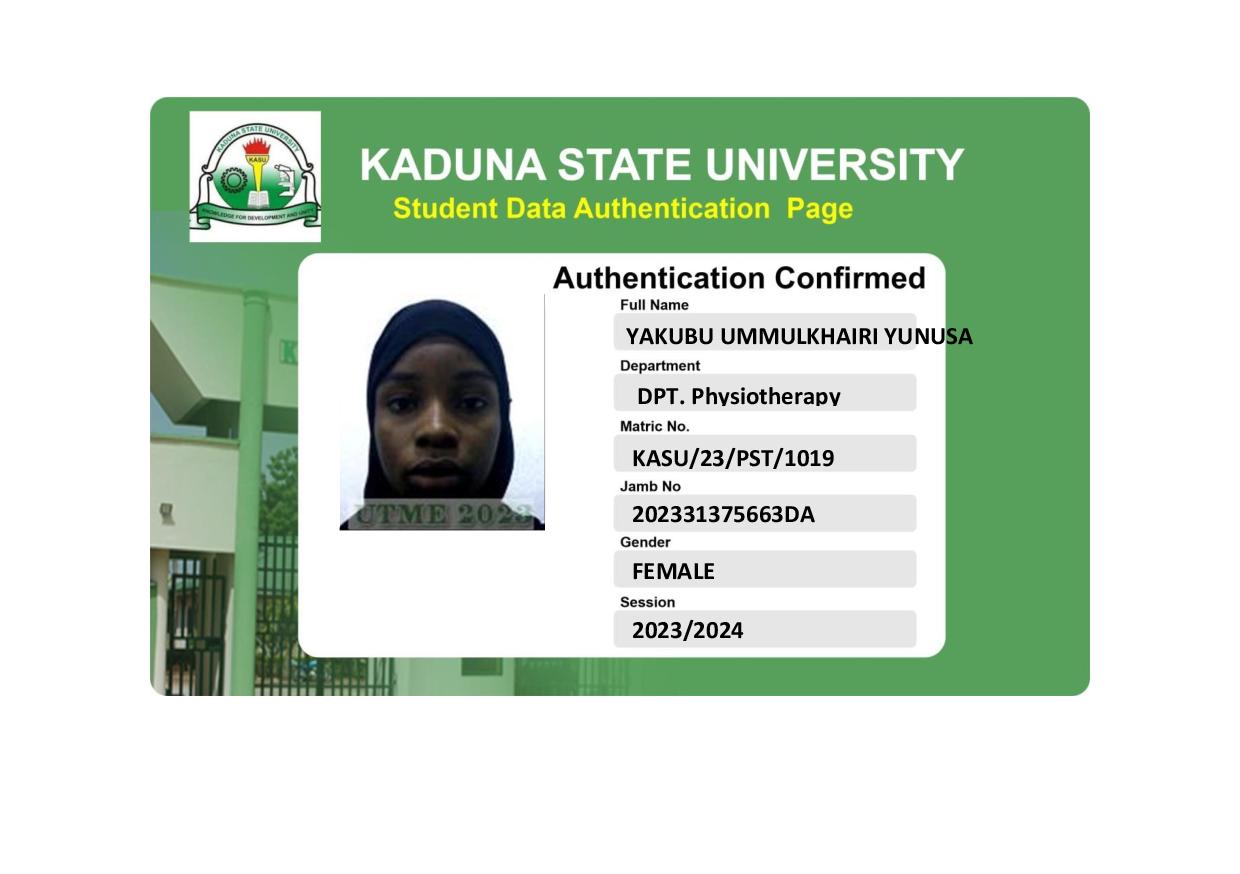 KADUNA STATE UNIVERSITY
KASU
KNOWLEDGE FOR DEVELOPMENT AND UNITY
KADUNA STATE UNIVERSITY
Student Data Authentication Page
Authentication Confirmed
Full Name
YAKUBU UMMULKHAIRI YUNUSA
Department
DPT. Physiotherapy
Matric No.
KASU/23/PST/1019
Jamb No
202331375663DA
Gender
FEMALE
Session
2023/2024
UTME 2023
K